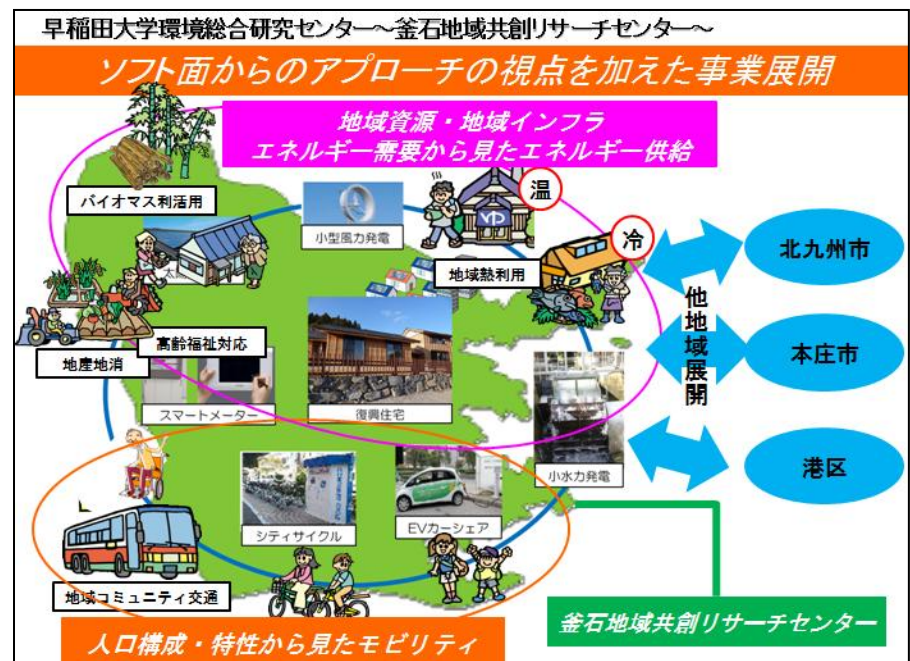 早稲田大学環境総合研究センター～釜石地域共創リサーチセンター～
ソフト面からのアプローチの視点を加えた事業展開
地域資源・地域インフラ
エネルギー需要から見たエネルギー供給
バイオマス利活用
小型風力発電
ゆ
温
冷
地域熱利用
太
地産地消
高齢福祉対応
スマートメーター
復興住宅
小水力発電
他地域展開
北九州市
本庄市
港区
シティサイクル
EVカーシェア
地域コミュニティ交通
人口構成・特性から見たモビリティ
釜石地域共創リサーチセンター